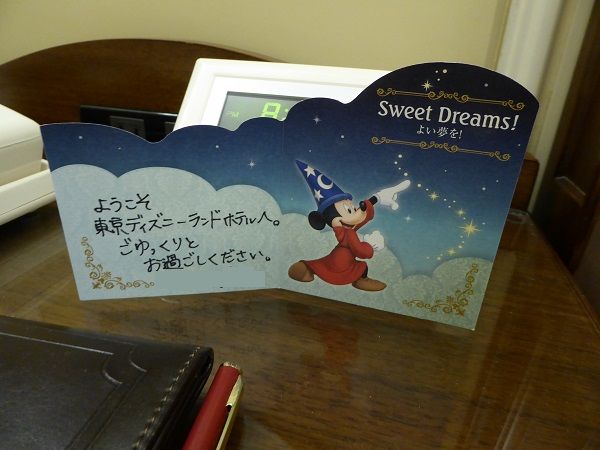 Sweet Dreams!
よい夢を!
ようこそ
東京ディズニーランドホテルへ。
ごゆっくりと
お過ごしください。